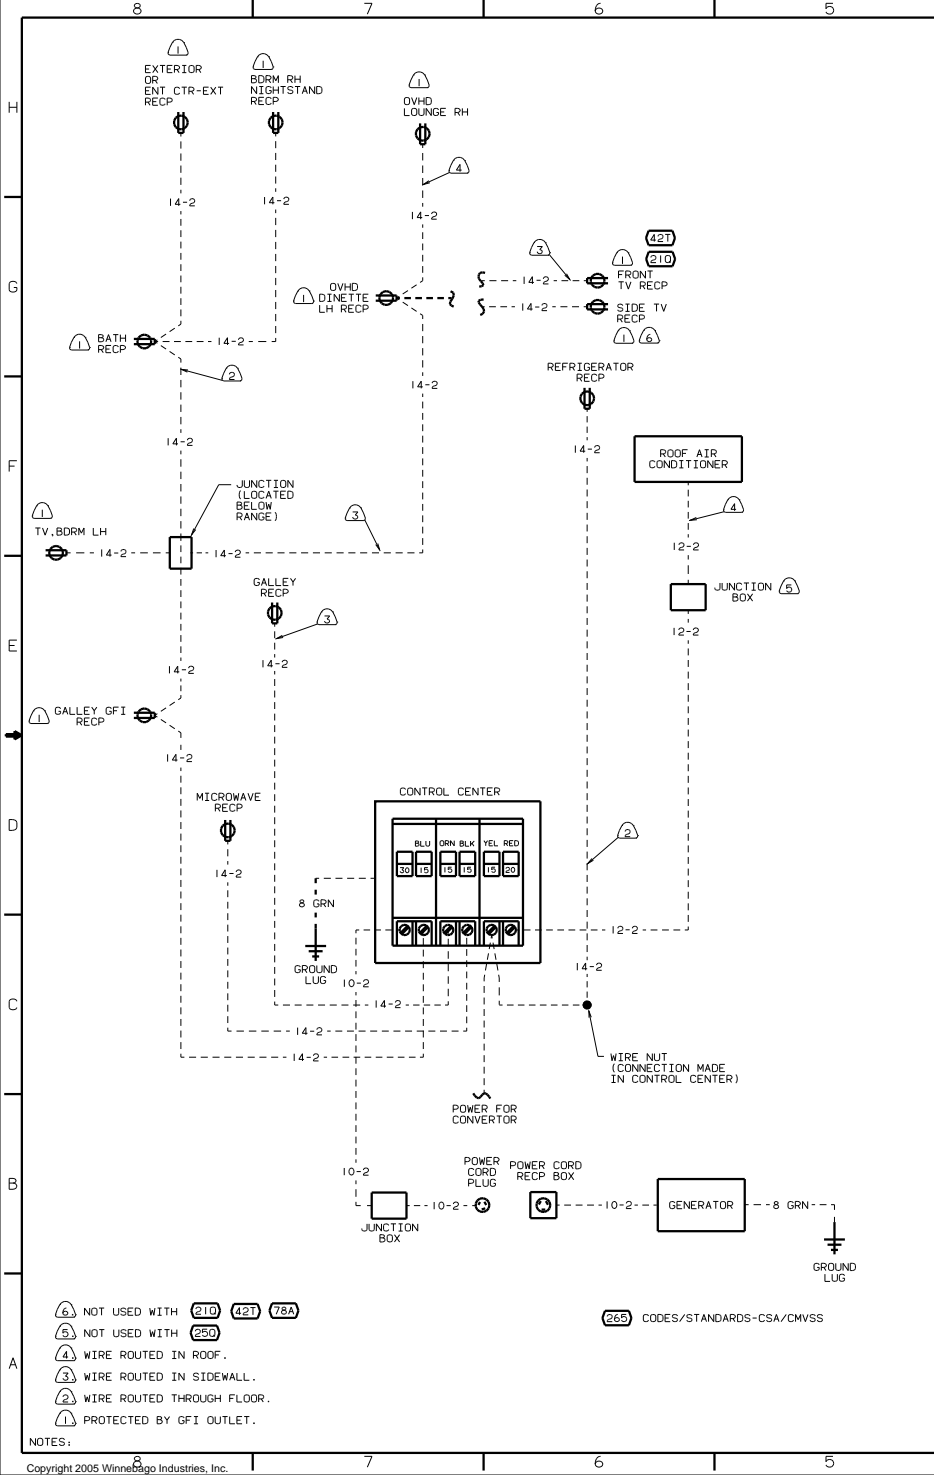 8 7 6 5
H
G
F
E
D
C
B
A
1
EXTERIOR
OR
ENT CTR-EXT
RECP
1
BDRM RH
NIGHTSTAND
RECP
1
OVHD
LOUNGE RH
4
14-2
14-2
14-2
42T
21Q
3
1
14-2
FRONT
TV RECP
1
OVHD
DINETTE
LH RECP
14-2
SIDE TV
RECP
1 6
1
BATH
RECP
14-2
2
14-2
REFRIGERATOR
RECP
14-2
14-2
ROOF AIR
CONDITIONER
4
JUNCTION
(LOCATED
BELOW
RANGE)
3
1
TV,BDRM LH
14-2
14-2
12-2
GALLEY
RECP
3
JUNCTION
BOX
5
12-2
14-2
14-2
1
GALLEY GFI
RECP
14-2
MICROWAVE
RECP
14-2
CONTROL CENTER
BLU ORN BLK YEL RED
30 15 15 15 15 20
2
8 GRN
GROUND
LUG
12-2
14-2
10-2
14-2
14-2
14-2
WIRE NUT
(CONNECTION MADE
IN CONTROL CENTER)
POWER FOR
CONVERTOR
10-2
POWER
CORD
PLUG
POWER CORD
RECP BOX
10-2
10-2
GENERATOR
8 GRN
JUNCTION
BOX
GROUND
LUG
6. NOT USED WITH 21Q 42T 78A
5. NOT USED WITH 25Q
4. WIRE ROUTED IN ROOF.
3. WIRE ROUTED IN SIDEWALL.
2. WIRE ROUTED THROUGH FLOOR.
1. PROTECTED BY GFI OUTLET.
NOTES:
265 CODES/STANDARDS-CSA/CMVSS
8 7 6 5
Copyright 2005 Winnebago Industries, Inc.